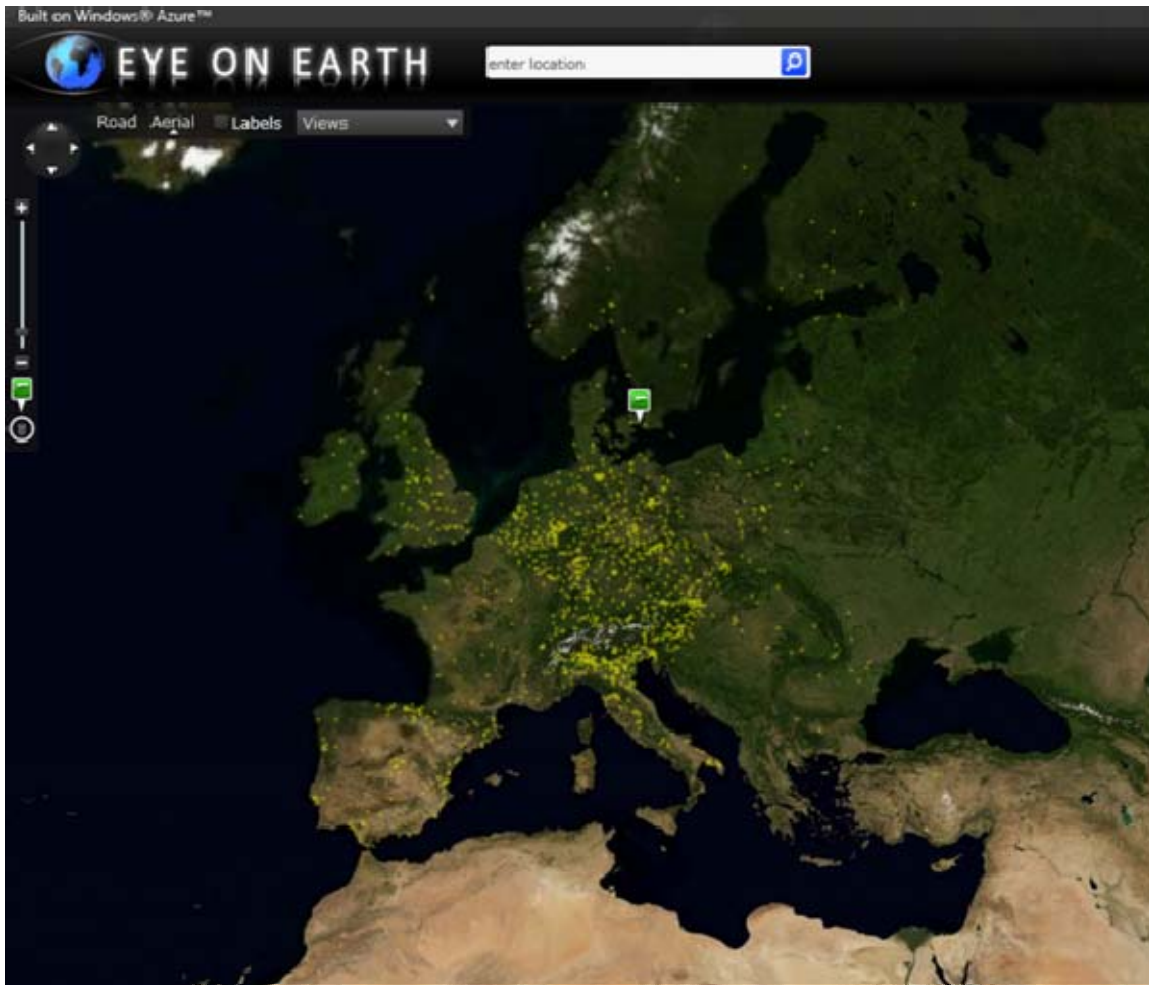 Built on Windows® Azure™
EYE ON EARTH
enter location
Road Aerial Labels Views